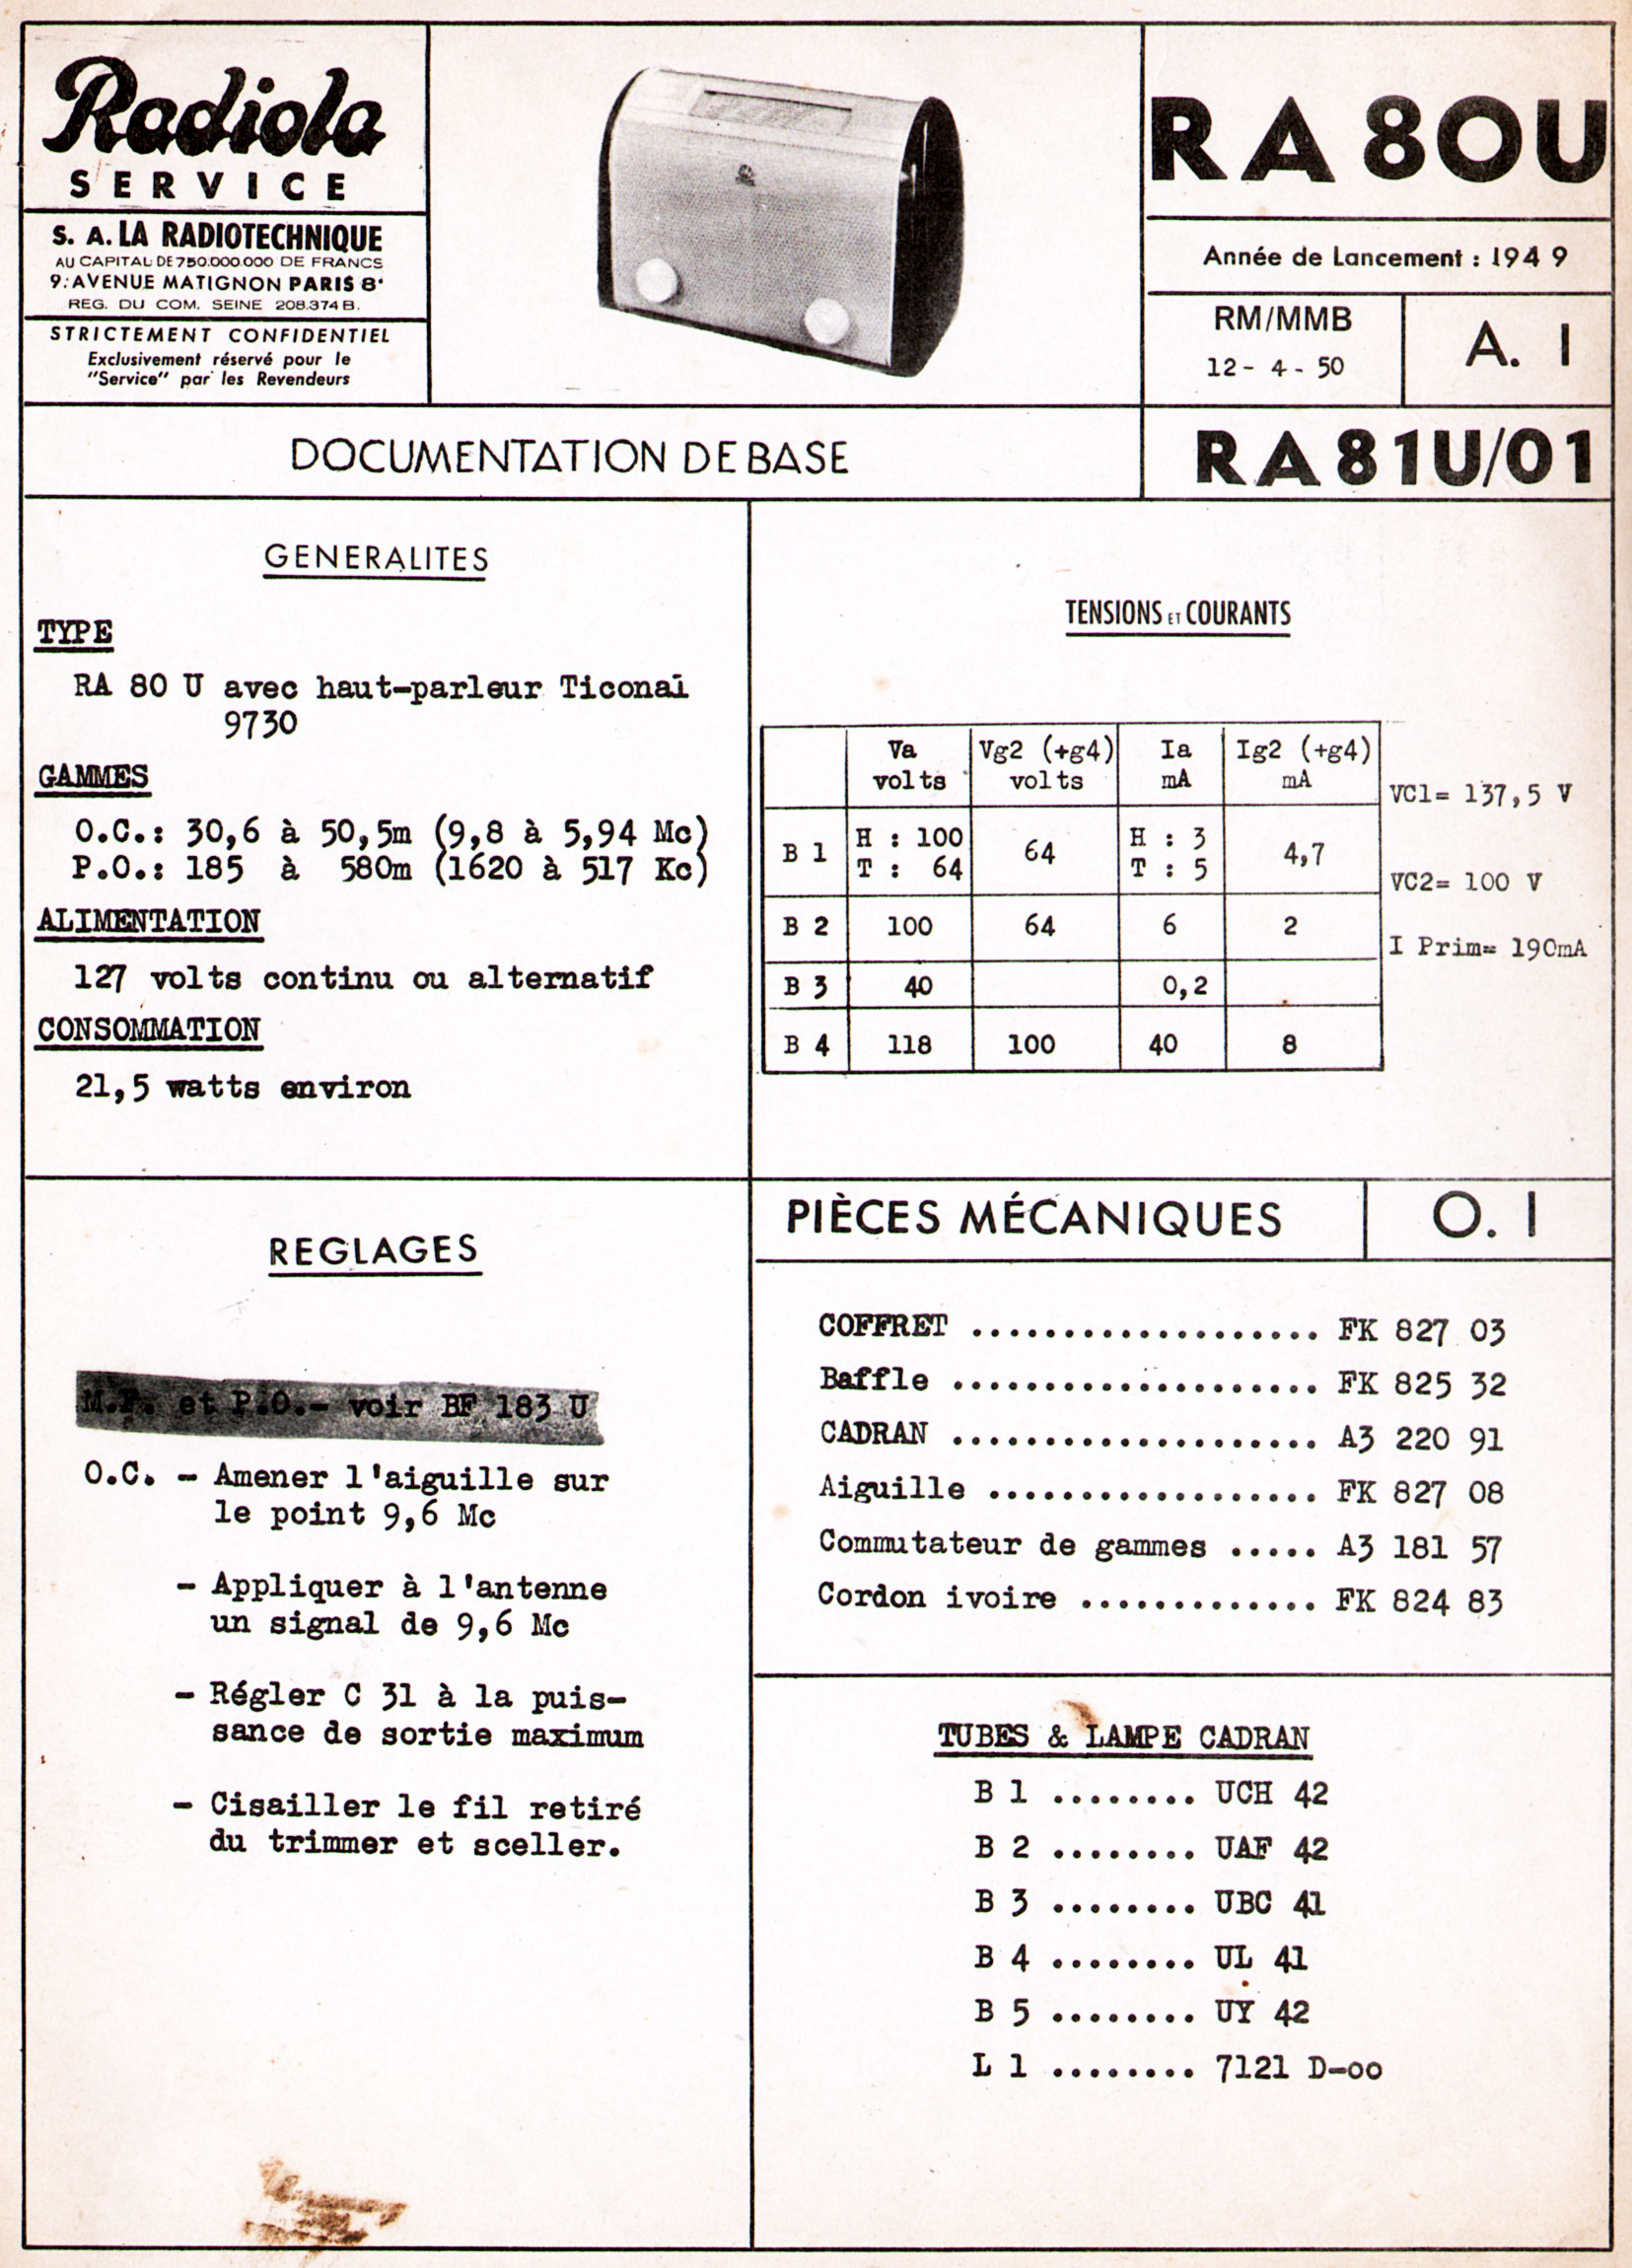 Radiola
SERVICE
S. A. LA RADIOTECHNIQUE
AU CAPITAL DE 750.000.000 DE FRANCS
9. AVENUE MATIGNON PARIS 8e
REG. DU COM. SEINE 208.374 B.
STRICTEMENT CONFIDENTIEL
Exclusivement réservé pour le
"Service" par les Revendeurs
RA 80U
Année de Lancement : 1949
RM/MMB
12- 4 - 50
A. I
DOCUMENTATION DE BASE
RA 81U/01
GENERALITES
TYPE
RA 80 U avec haut-parleur Ticonal
9730
GAMMES
O.C.: 30,6 à 50,5m (9,8 à 5,94 Mc)
P.O.: 185 à 580m (1620 à 517 Kc)
ALIMENTATION
127 volts continu ou alternatif
CONSOMMATION
21,5 watts environ
TENSIONS ET COURANTS
Va Vg2 (+g4) Ia Ig2 (+g4)
volts volts mA mA
B 1 H : 100 64 H : 3 4,7
T : 64 T : 5
B 2 100 64 6 2
B 3 40 0,2
B 4 118 100 40 8
VC1= 137,5 V
VC2= 100 V
I Prim= 190mA
REGLAGES
M.F. et P.O.- voir BF 183 U
O.C. - Amener l'aiguille sur
le point 9,6 Mc
- Appliquer à l'antenne
un signal de 9,6 Mc
- Régler C 31 à la puis-
sance de sortie maximum
- Cisailler le fil retiré
du trimmer et sceller.
PIÈCES MÉCANIQUES
O. I
COFFRET ................... FK 827 03
Baffle .................... FK 825 32
CADRAN .................... A3 220 91
Aiguille .................. FK 827 08
Commutateur de gammes ..... A3 181 57
Cordon ivoire ............. FK 824 83
TUBES & LAMPE CADRAN
B 1 ........ UCH 42
B 2 ........ UAF 42
B 3 ........ UBC 41
B 4 ........ UL 41
B 5 ........ UY 42
L 1 ........ 7121 D-oo